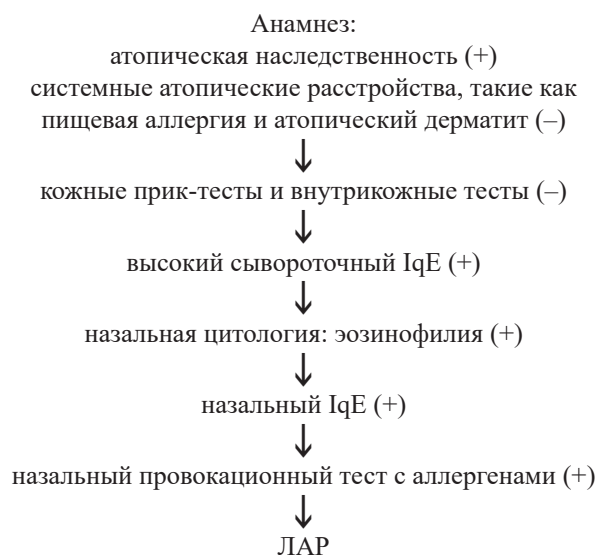 Анамнез:
атопическая наследственность (+)
системные атопические расстройства, такие как
пищевая аллергия и атопический дерматит (–)
↓
кожные прик-тесты и внутрикожные тесты (–)
↓
высокий сывороточный IqE (+)
↓
назальная цитология: эозинофилия (+)
↓
назальный IqE (+)
↓
назальный провокационный тест с аллергенами (+)
↓
ЛАР